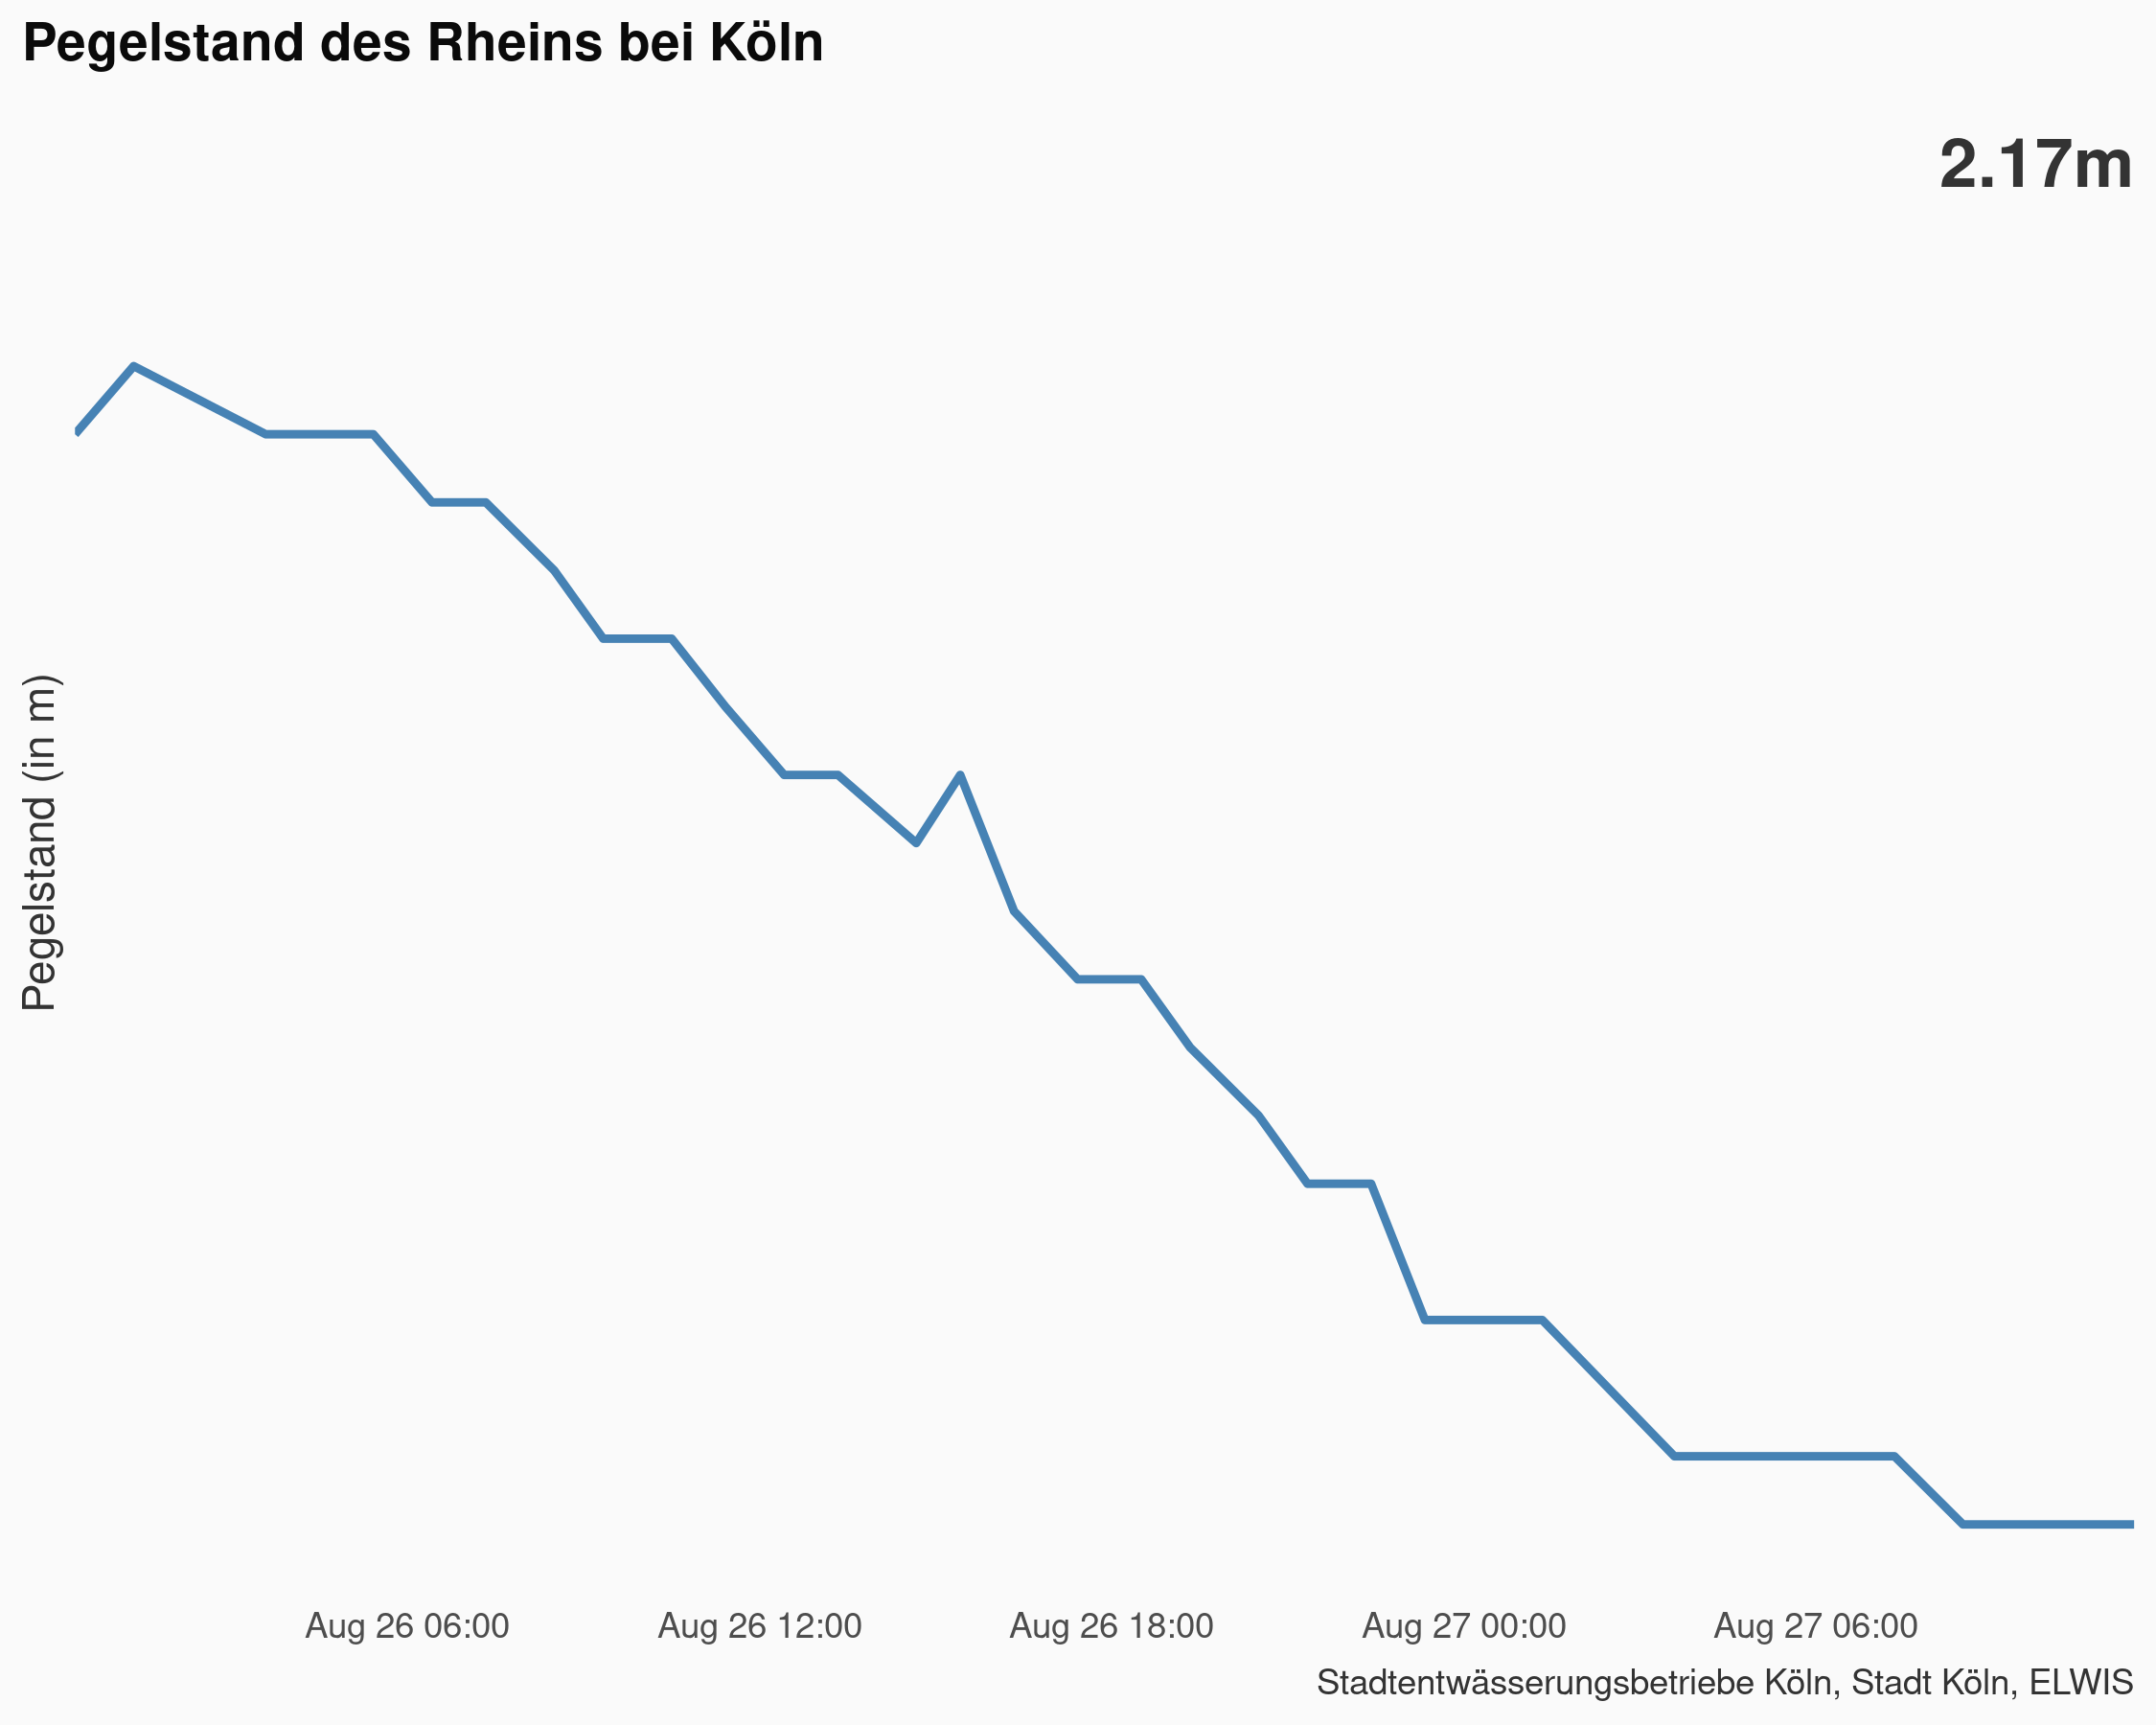 Pegelstand des Rheins bei Köln
2.17m
Pegelstand (in m)
Aug 26 06:00 Aug 26 12:00 Aug 26 18:00 Aug 27 00:00 Aug 27 06:00
Stadtentwässerungsbetriebe Köln, Stadt Köln, ELWIS